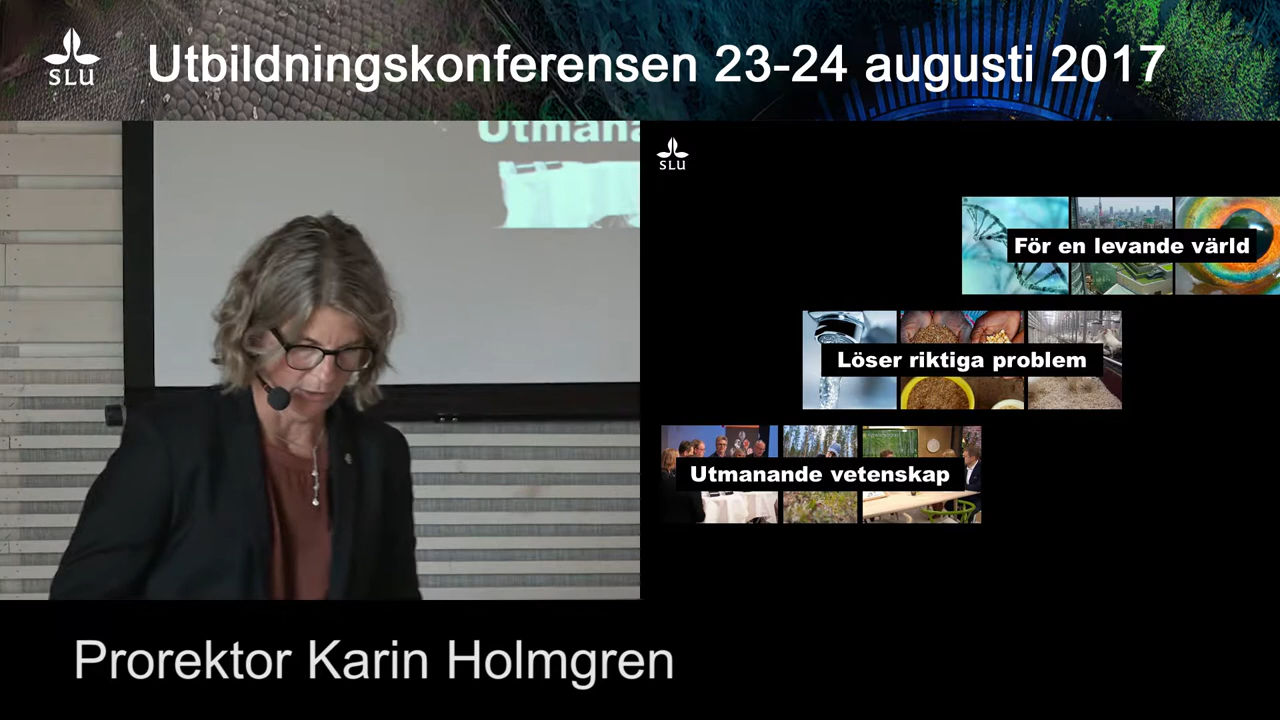 SLU
Utbildningskonferensen 23-24 augusti 2017
Utmana
SLU
För en levande värld
Löser riktiga problem
Utmanande vetenskap
Prorektor Karin Holmgren